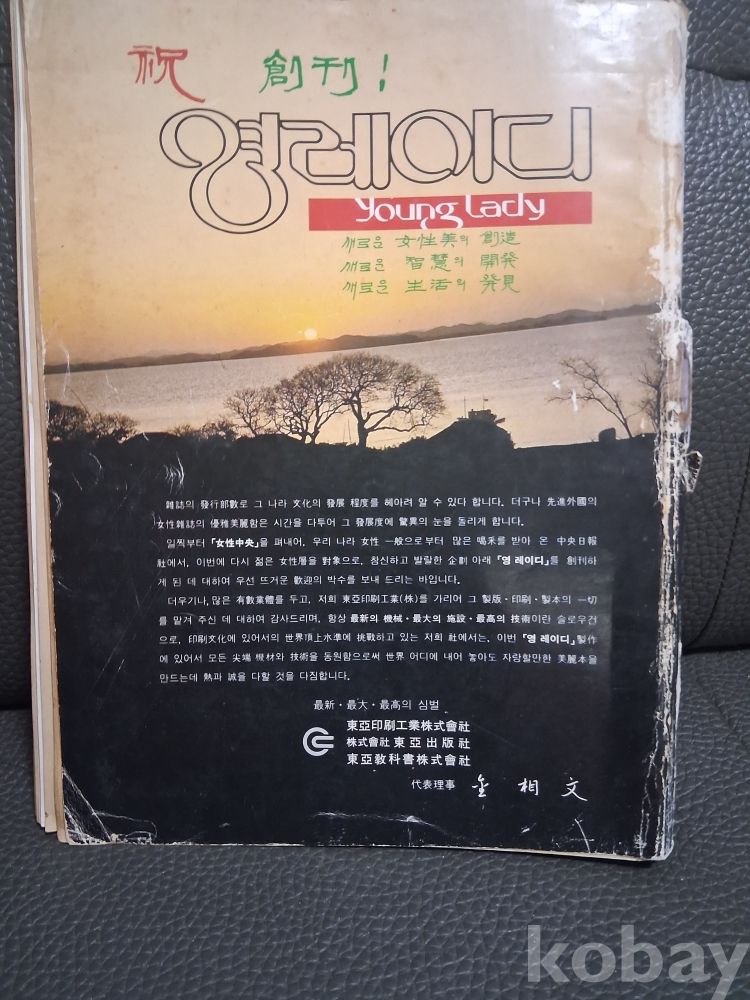 祝 創刊!
영레이디
Young Lady
새로운 女性美의 創造
새로운 智慧의 開発
새로운 生活의 発見
雜誌의 發行部數로 그 나라 文化의 發展 程度를 헤아려 알 수 있다 합니다. 더구나 先進外國의
女性雜誌의 優雅美麗함은 시간을 다투어 그 發展度에 驚異의 눈을 돌리게 합니다.
일찍부터 「女性中央」을 펴내어, 우리 나라 女性 一般으로부터 많은 喝采를 받아 온 中央日報
社에서, 이번에 다시 젊은 女性層을 對象으로, 참신하고 발랄한 企劃 아래 「영 레이디」를 創刊하
게 된 데 대하여 우선 뜨거운 歡迎의 박수를 보내 드리는 바입니다.
더우기나, 많은 有數業體를 두고, 저희 東亞印刷工業(株)를 가리어 그 製版·印刷·製本의 一切
를 맡겨 주신 데 대하여 감사드리며, 항상 最新의 機械·最大의 施設·最高의 技術이란 슬로우건
으로, 印刷文化에 있어서의 世界頂上水準에 挑戰하고 있는 저희 社에서는, 이번 「영 레이디」製作
에 있어서 모든 尖端 機材와 技術을 동원함으로써 世界 어디에 내어 놓아도 자랑할만한 美麗本을
만드는데 熱과 誠을 다할 것을 다짐합니다.
最新·最大·最高의 심벌
東亞印刷工業株式會社
株式會社 東亞出版社
東亞敎科書株式會社
代表理事 金相文
kobay